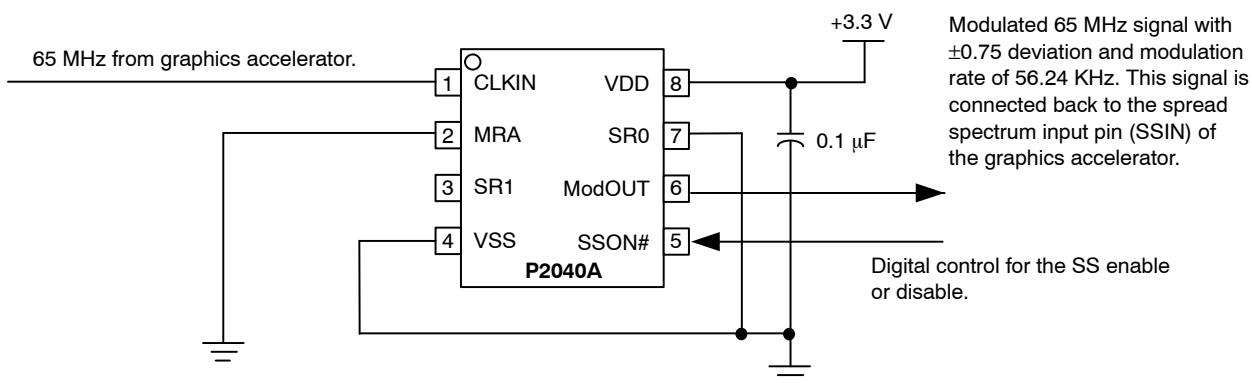 65 MHz from graphics accelerator.
+3.3 V
Modulated 65 MHz signal with
±0.75 deviation and modulation
rate of 56.24 KHz. This signal is
connected back to the spread
spectrum input pin (SSIN) of
the graphics accelerator.
1 CLKIN VDD 8
2 MRA SR0 7
0.1 μF
3 SR1 ModOUT 6
4 VSS SSON# 5
P2040A
Digital control for the SS enable
or disable.